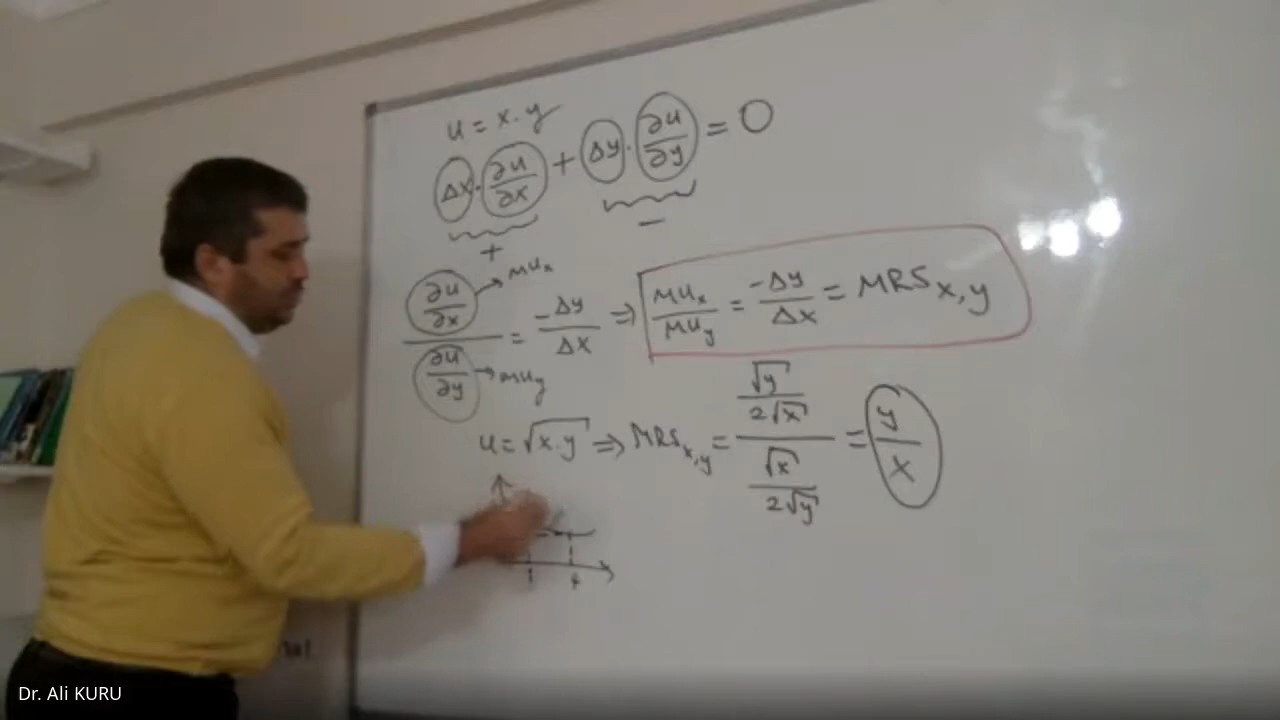 u = x.y
Δx . ∂u/∂x + Δy . ∂u/∂y = 0
+ −
∂u/∂x → MUx
∂u/∂y → MUy
= −Δy/Δx ⇒ MUx/MUy = −Δy/Δx = MRSx,y
u = √x.y ⇒ MRSx,y = (√y/2√x)/(√x/2√y) = y/x
1 4
Dr. Ali KURU